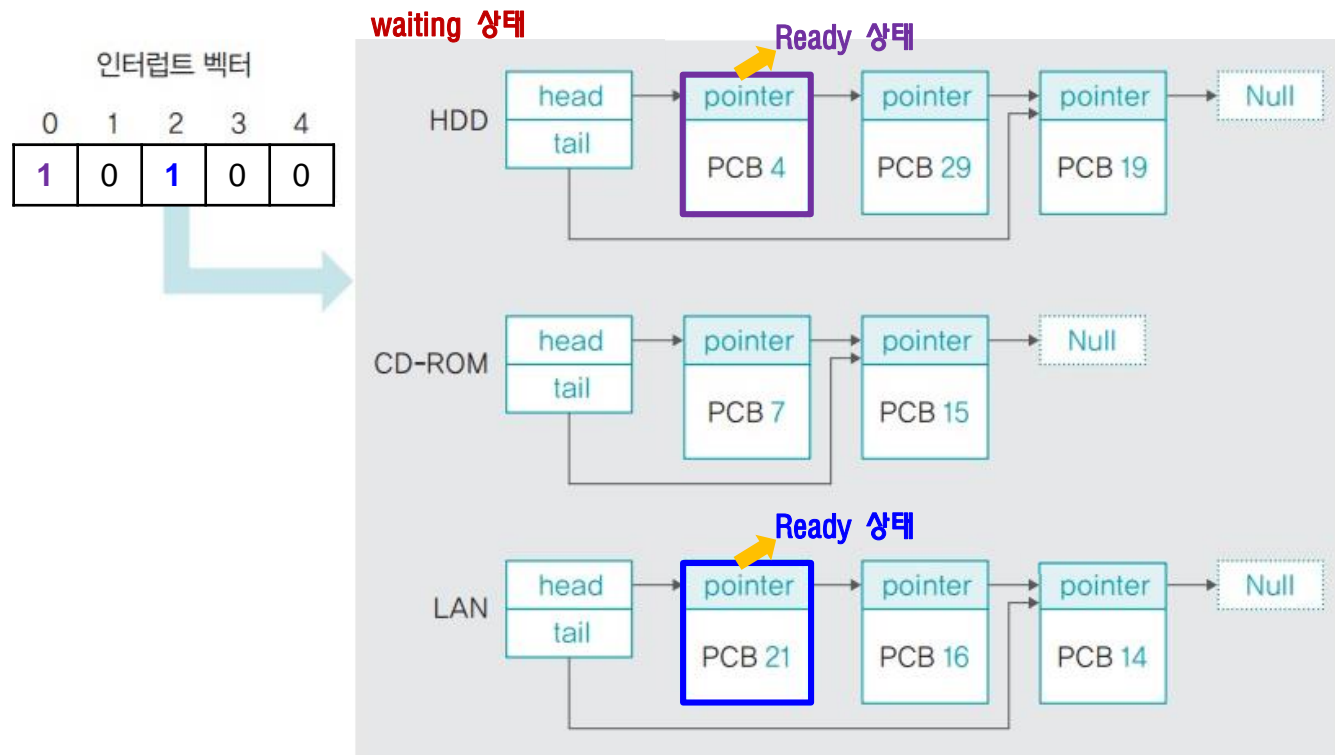 waiting 상태
인터럽트 벡터
0 1 2 3 4
1 0 1 0 0
Ready 상태
HDD
head
tail
pointer
PCB 4
pointer
PCB 29
pointer
PCB 19
Null
CD-ROM
head
tail
pointer
PCB 7
pointer
PCB 15
Null
Ready 상태
LAN
head
tail
pointer
PCB 21
pointer
PCB 16
pointer
PCB 14
Null